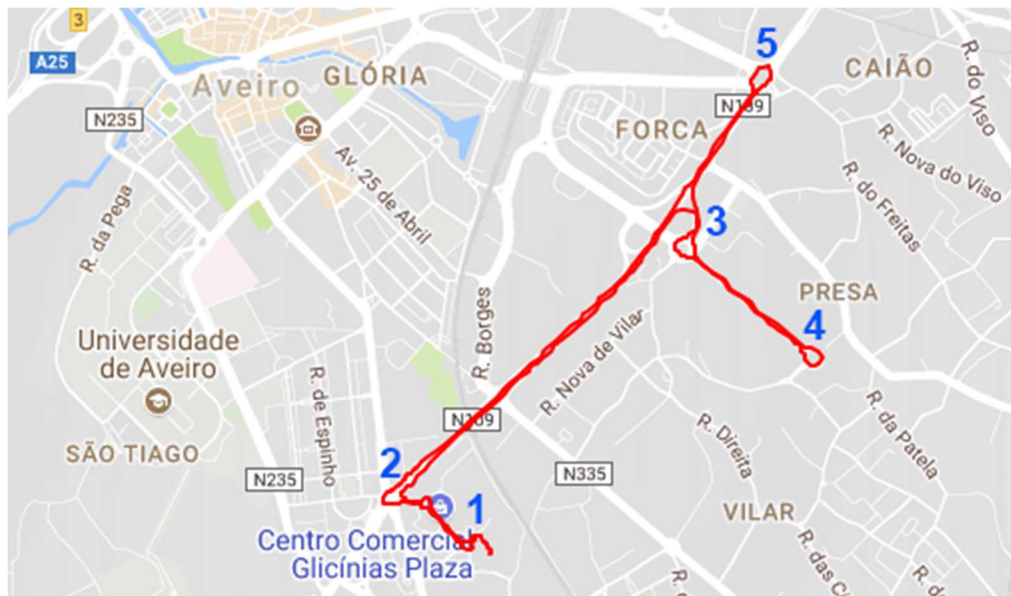 3
5
A25
GLÓRIA
CAIÃO
R. do Viso
Aveiro
N235
N109
FORCA
R. Nova do Viso
Av. 25 de Abril
R. do Freitas
R. da Pega
3
PRESA
4
Universidade
de Aveiro
R. Borges
R. Nova de Vilar
R. de Espinho
N109
R. da Patela
SÃO TIAGO
2
R. Direita
N235
N335
1
VILAR
Centro Comercial
Glicínias Plaza
R. das